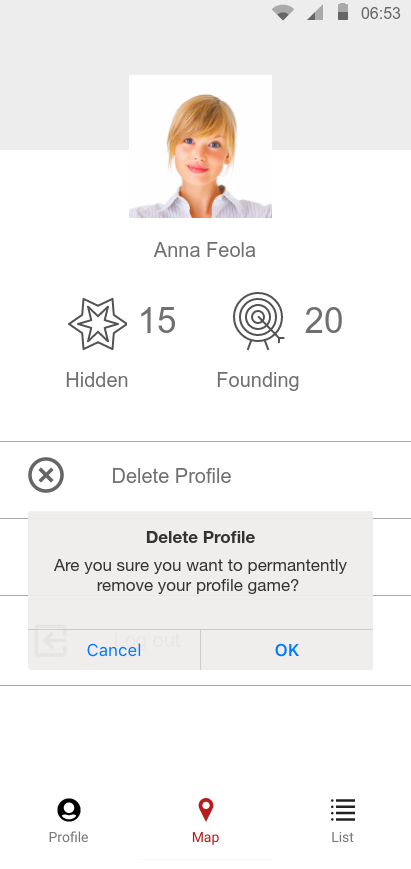 06:53
Anna Feola
15
20
Hidden
Founding
Delete Profile
Delete Profile
Are you sure you want to permantently
remove your profile game?
Log out
Cancel
OK
Profile
Map
List